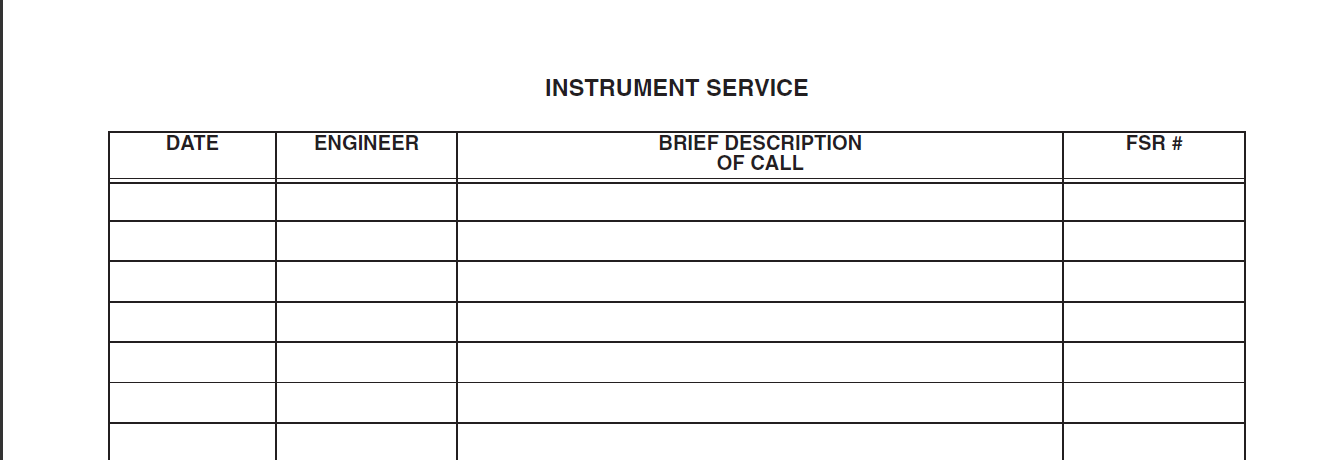 INSTRUMENT SERVICE
DATE ENGINEER BRIEF DESCRIPTION FSR #
OF CALL